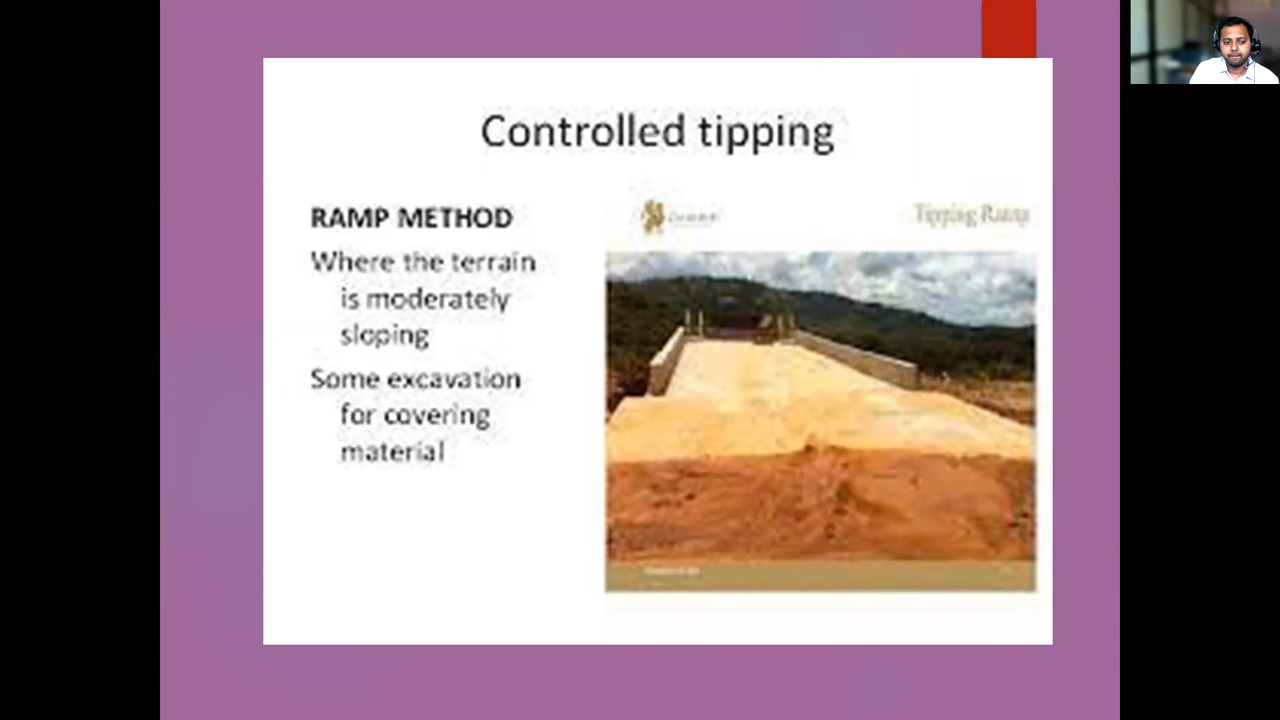 Controlled tipping
RAMP METHOD
Where the terrain
is moderately
sloping
Some excavation
for covering
material
Tipping Ramp